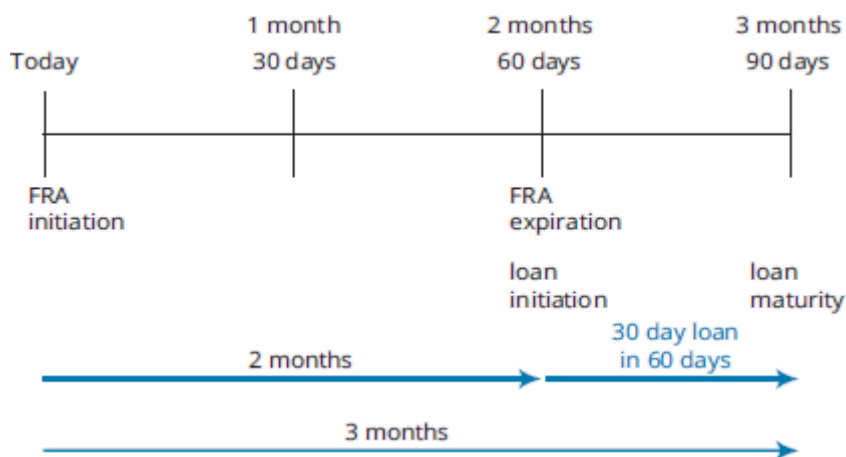 1 month
2 months
3 months
Today
30 days
60 days
90 days
FRA
initiation
FRA
expiration
loan
initiation
loan
maturity
30 day loan
in 60 days
2 months
3 months